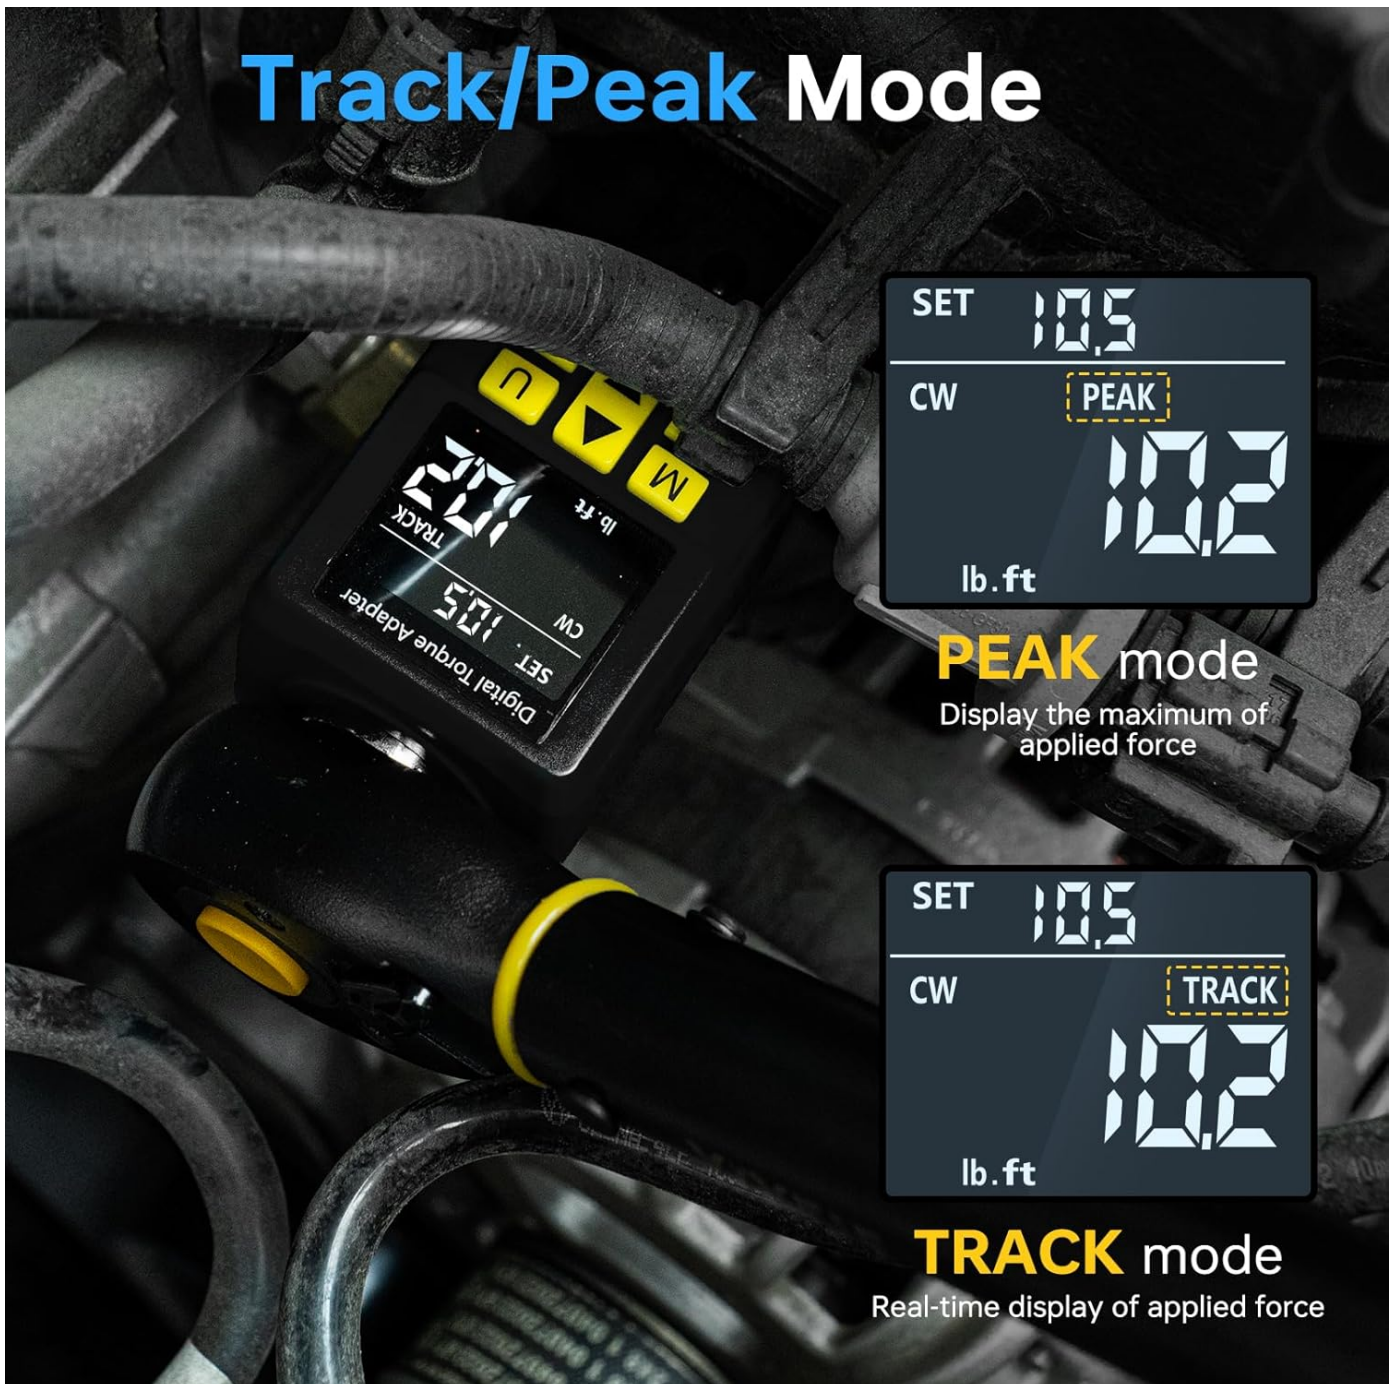 Track/Peak Mode
SET 10.5
CW PEAK
10.2
lb.ft
PEAK mode
Display the maximum of
applied force
U
M
lb.ft
10.2
TRACK
CW
10.5
SET
Digital Torque Adapter
SET 10.5
CW TRACK
10.2
lb.ft
TRACK mode
Real-time display of applied force